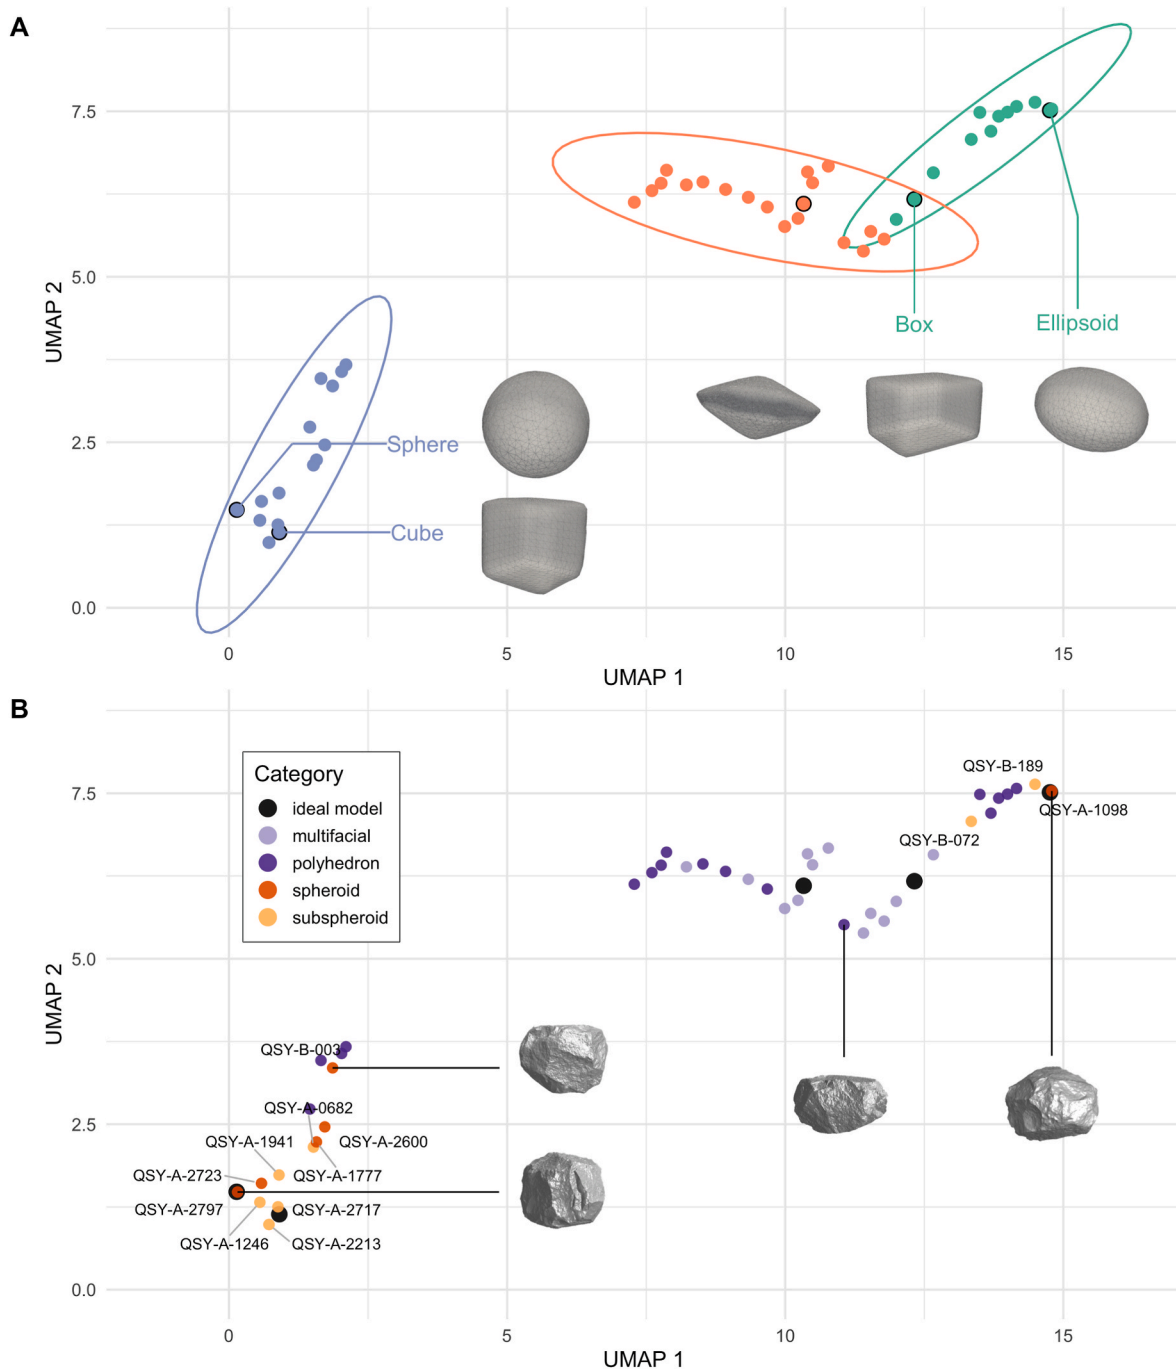 A
7.5
5.0
2.5
0.0
UMAP 2
Box
Ellipsoid
Sphere
Cube
0 5 10 15
UMAP 1
B
Category
ideal model
multifacial
polyhedron
spheroid
subspheroid
QSY-B-189
7.5
QSY-A-1098
QSY-B-072
5.0
UMAP 2
QSY-B-003
2.5
QSY-A-0682
QSY-A-1941
QSY-A-2600
QSY-A-2723
QSY-A-1777
QSY-A-2797
QSY-A-2717
QSY-A-1246
QSY-A-2213
0.0
0 5 10 15
UMAP 1